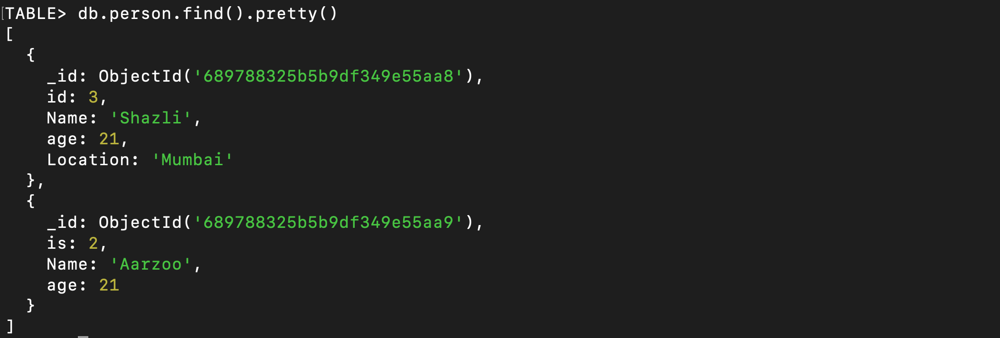 [TABLE> db.person.find().pretty()
[
  {
    _id: ObjectId('689788325b5b9df349e55aa8'),
    id: 3,
    Name: 'Shazli',
    age: 21,
    Location: 'Mumbai'
  },
  {
    _id: ObjectId('689788325b5b9df349e55aa9'),
    is: 2,
    Name: 'Aarzoo',
    age: 21
  }
]